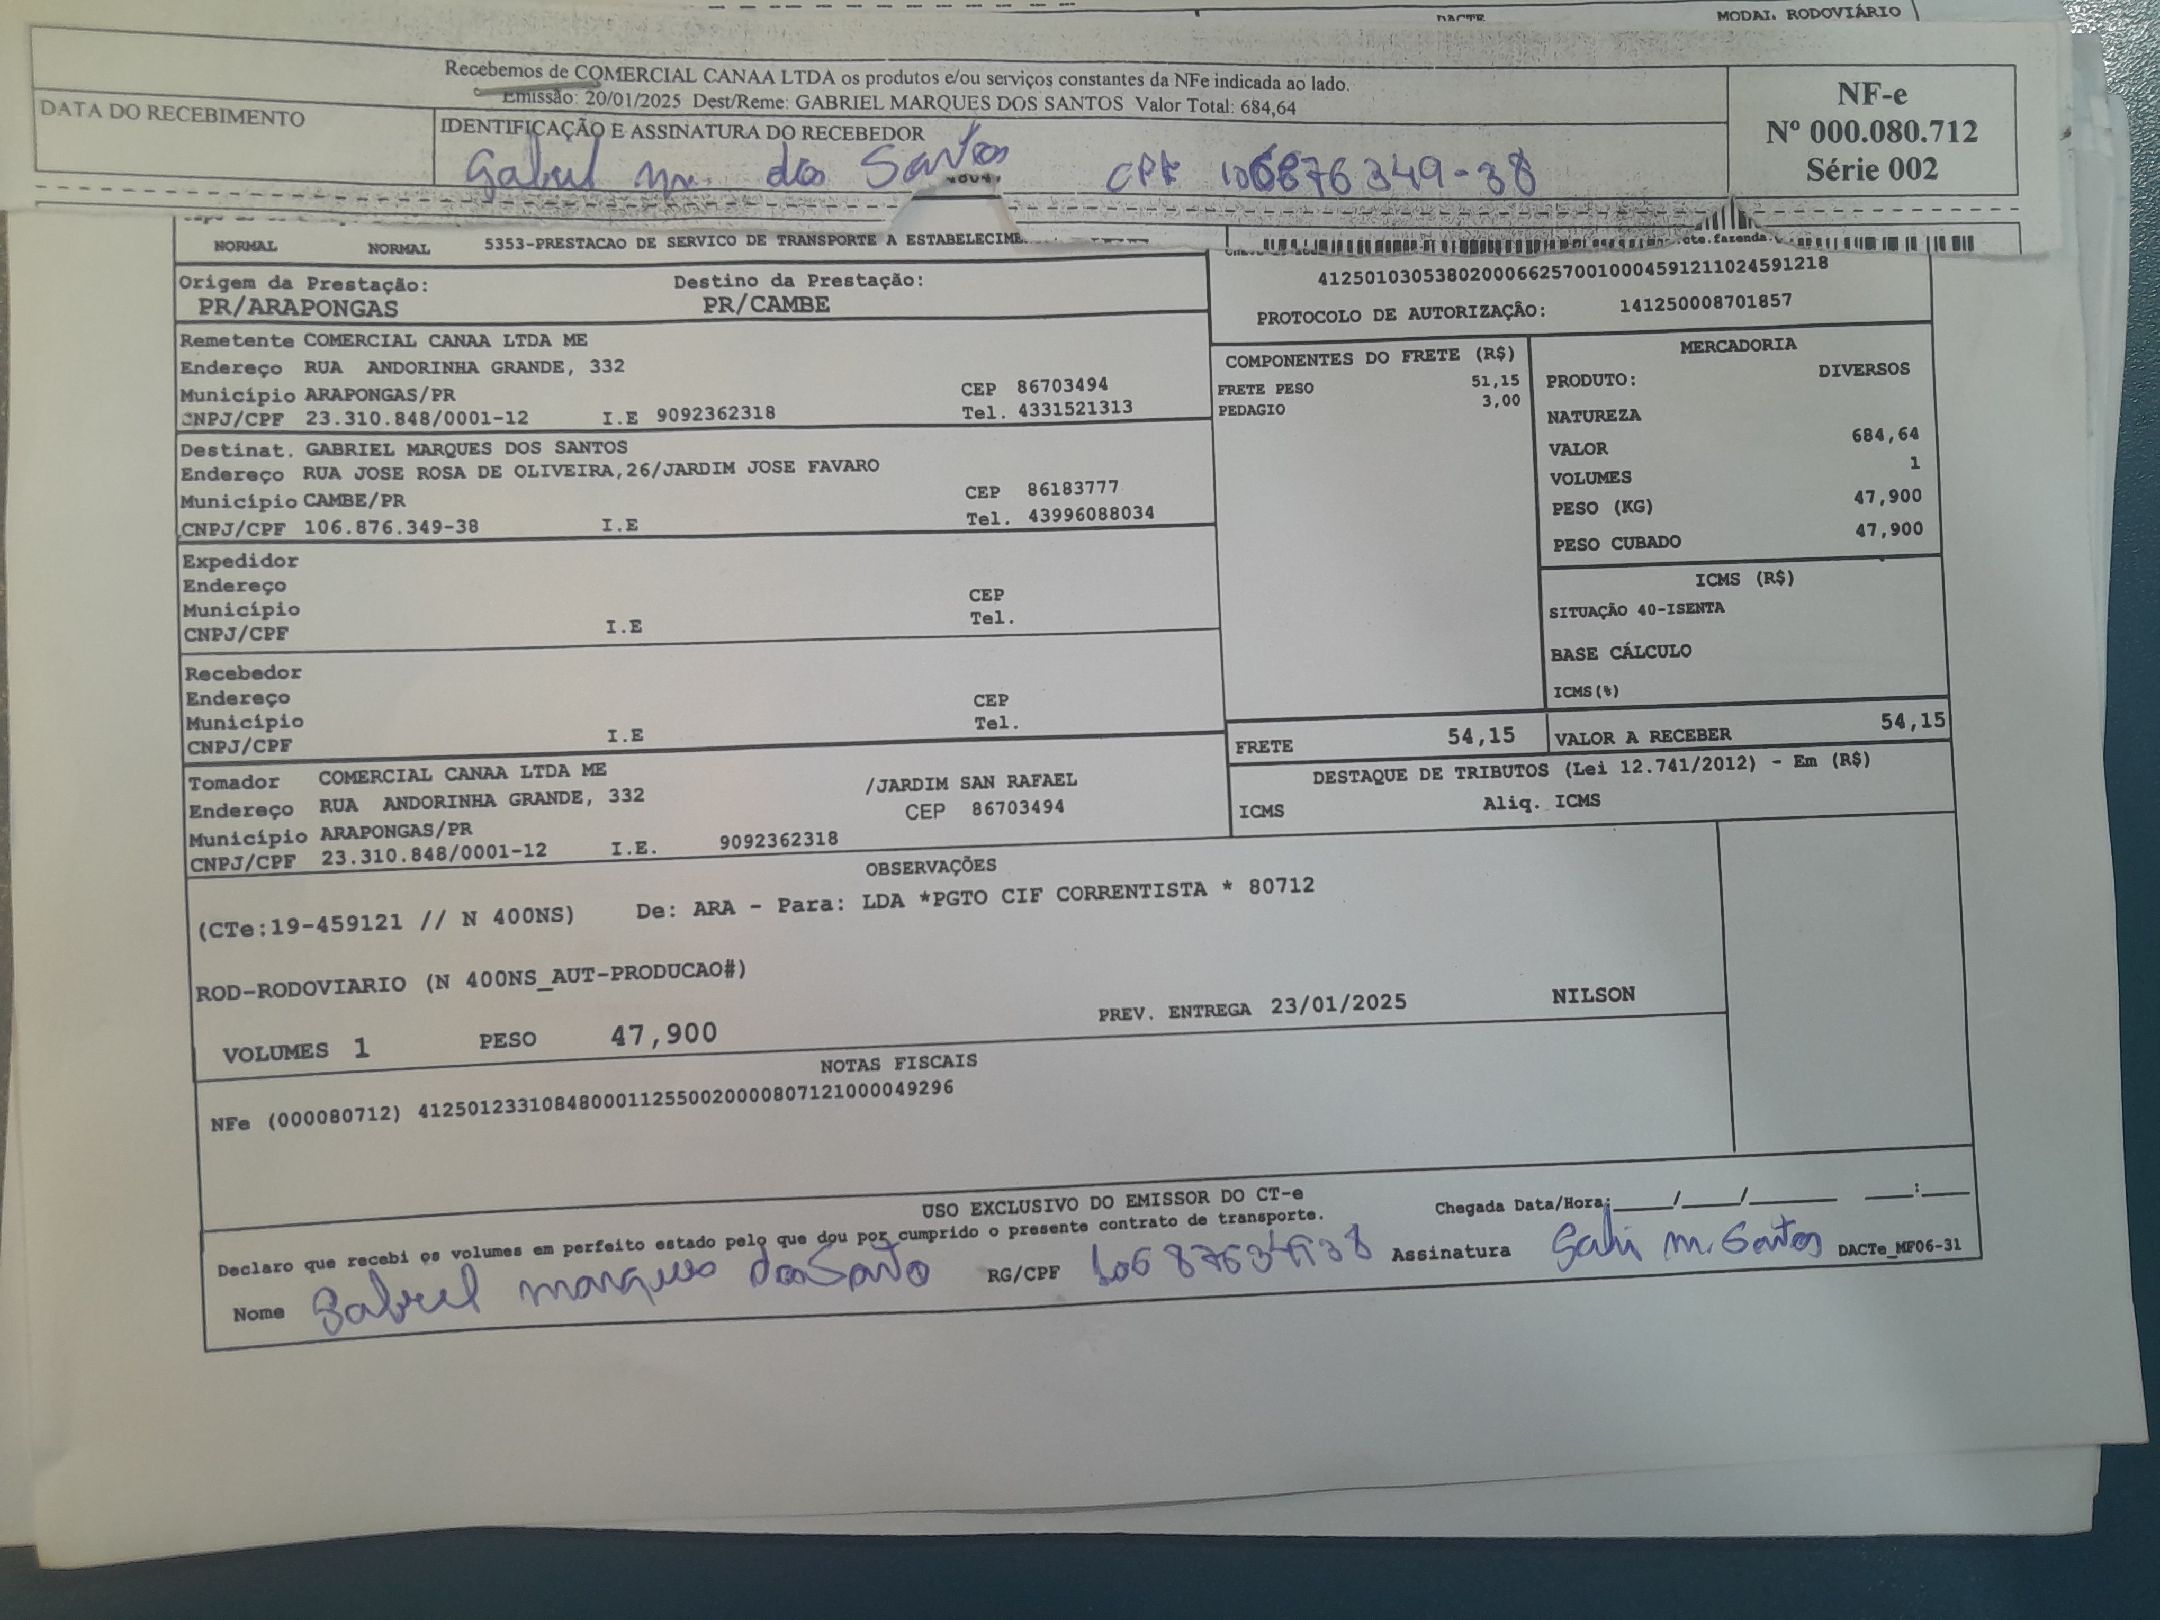 DACTE
MODAL RODOVIÁRIO
Recebemos de COMERCIAL CANAA LTDA os produtos e/ou serviços constantes da NFe indicada ao lado.
Emissão: 20/01/2025 Dest/Reme: GABRIEL MARQUES DOS SANTOS Valor Total: 684,64
DATA DO RECEBIMENTO
IDENTIFICAÇÃO E ASSINATURA DO RECEBEDOR
Gabriel M. dos Santos CPF 106876349-38
NF-e
Nº 000.080.712
Série 002
NORMAL NORMAL 5353-PRESTACAO DE SERVICO DE TRANSPORTE A ESTABELECIME
cte.fazenda.
41250103053802000662570010004591211024591218
PROTOCOLO DE AUTORIZAÇÃO: 141250008701857
Origem da Prestação: Destino da Prestação:
PR/ARAPONGAS PR/CAMBE
Remetente COMERCIAL CANAA LTDA ME
Endereço RUA ANDORINHA GRANDE, 332
Município ARAPONGAS/PR CEP 86703494
CNPJ/CPF 23.310.848/0001-12 I.E 9092362318 Tel. 4331521313
Destinat. GABRIEL MARQUES DOS SANTOS
Endereço RUA JOSE ROSA DE OLIVEIRA,26/JARDIM JOSE FAVARO
Município CAMBE/PR CEP 86183777
CNPJ/CPF 106.876.349-38 I.E Tel. 43996088034
Expedidor
Endereço
Município CEP
CNPJ/CPF I.E Tel.
Recebedor
Endereço
Município CEP
CNPJ/CPF I.E Tel.
Tomador COMERCIAL CANAA LTDA ME
Endereço RUA ANDORINHA GRANDE, 332 /JARDIM SAN RAFAEL
Município ARAPONGAS/PR CEP 86703494
CNPJ/CPF 23.310.848/0001-12 I.E. 9092362318
COMPONENTES DO FRETE (R$)
FRETE PESO 51,15
PEDAGIO 3,00
MERCADORIA
PRODUTO: DIVERSOS
NATUREZA
VALOR 684,64
VOLUMES 1
PESO (KG) 47,900
PESO CUBADO 47,900
ICMS (R$)
SITUAÇÃO 40-ISENTA
BASE CÁLCULO
ICMS(%)
FRETE 54,15 VALOR A RECEBER 54,15
DESTAQUE DE TRIBUTOS (Lei 12.741/2012) - Em (R$)
ICMS Aliq. ICMS
OBSERVAÇÕES
(CTe:19-459121 // N 400NS) De: ARA - Para: LDA *PGTO CIF CORRENTISTA * 80712
ROD-RODOVIARIO (N 400NS_AUT-PRODUCAO#)
VOLUMES 1 PESO 47,900 PREV. ENTREGA 23/01/2025 NILSON
NOTAS FISCAIS
NFe (000080712) 41250123310848000112550020000807121000049296
USO EXCLUSIVO DO EMISSOR DO CT-e
Declaro que recebi os volumes em perfeito estado pelo que dou por cumprido o presente contrato de transporte.
Chegada Data/Hora:____/____/______ ___:___
Nome Gabriel marques dos Santo RG/CPF 10687634938 Assinatura Gabri M. Santos DACTe_MF06-31